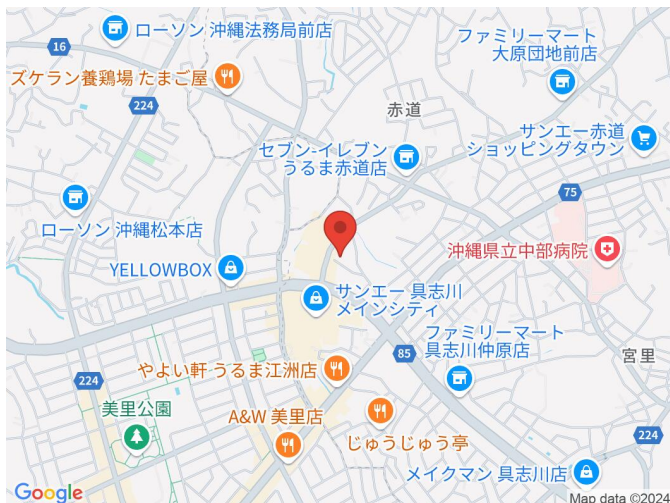 ローソン 沖縄法務局前店
16
ズケラン養鶏場 たまご屋
224
ファミリーマート
大原団地前店
赤道
セブン-イレブン
うるま赤道店
サンエー赤道
ショッピングタウン
75
ローソン 沖縄松本店
沖縄県立中部病院
YELLOWBOX
サンエー 具志川
メインシティ
ファミリーマート
具志川仲原店
85
宮里
やよい軒 うるま江洲店
224
美里公園
A&W 美里店
じゅうじゅう亭
224
メイクマン 具志川店
Google
Map data ©2024